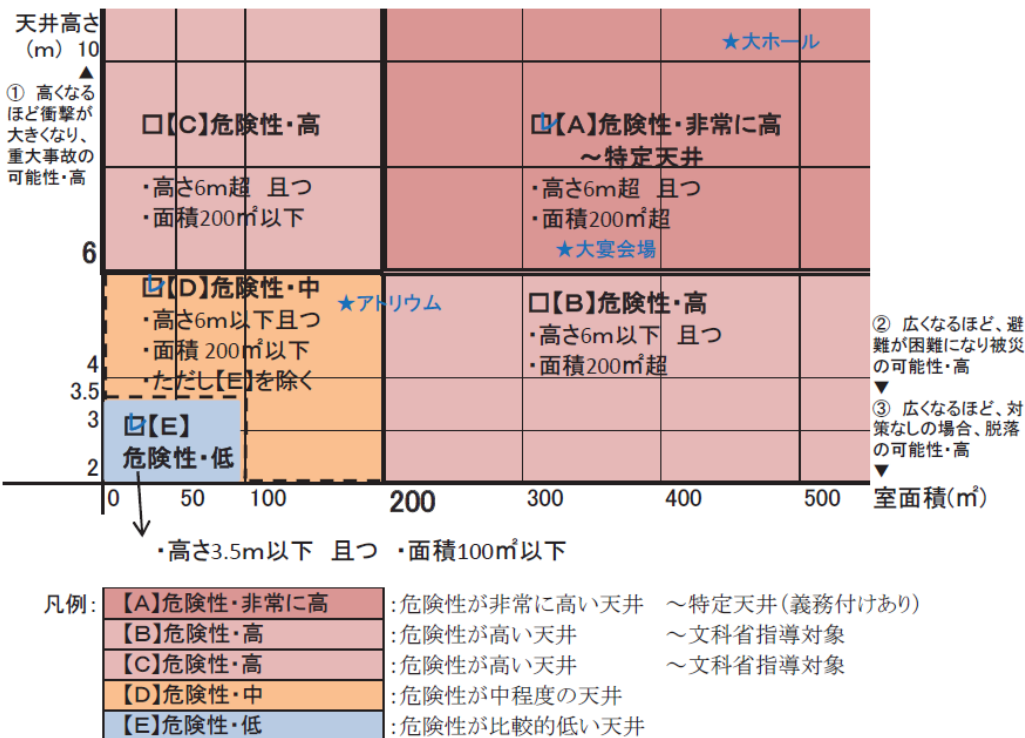 天井高さ
(m) 10
▲
① 高くなる
ほど衝撃が
大きくなり、
重大事故の
可能性・高
★大ホール
□【C】危険性・高
・高さ6m超 且つ
・面積200㎡以下
☑【A】危険性・非常に高
～特定天井
・高さ6m超 且つ
・面積200㎡超
★大宴会場
6
☑【D】危険性・中
・高さ6m以下且つ
・面積 200㎡以下
・ただし【E】を除く
★アトリウム
□【B】危険性・高
・高さ6m以下 且つ
・面積200㎡超
4
3.5
3
2
☑【E】
危険性・低
② 広くなるほど、避
難が困難になり被災
の可能性・高
▼
③ 広くなるほど、対
策なしの場合、脱落
の可能性・高
▼
0 50 100 200 300 400 500 室面積(㎡)
・高さ3.5m以下 且つ ・面積100㎡以下
凡例：
【A】危険性・非常に高 ：危険性が非常に高い天井 ～特定天井(義務付けあり)
【B】危険性・高 ：危険性が高い天井 ～文科省指導対象
【C】危険性・高 ：危険性が高い天井 ～文科省指導対象
【D】危険性・中 ：危険性が中程度の天井
【E】危険性・低 ：危険性が比較的低い天井